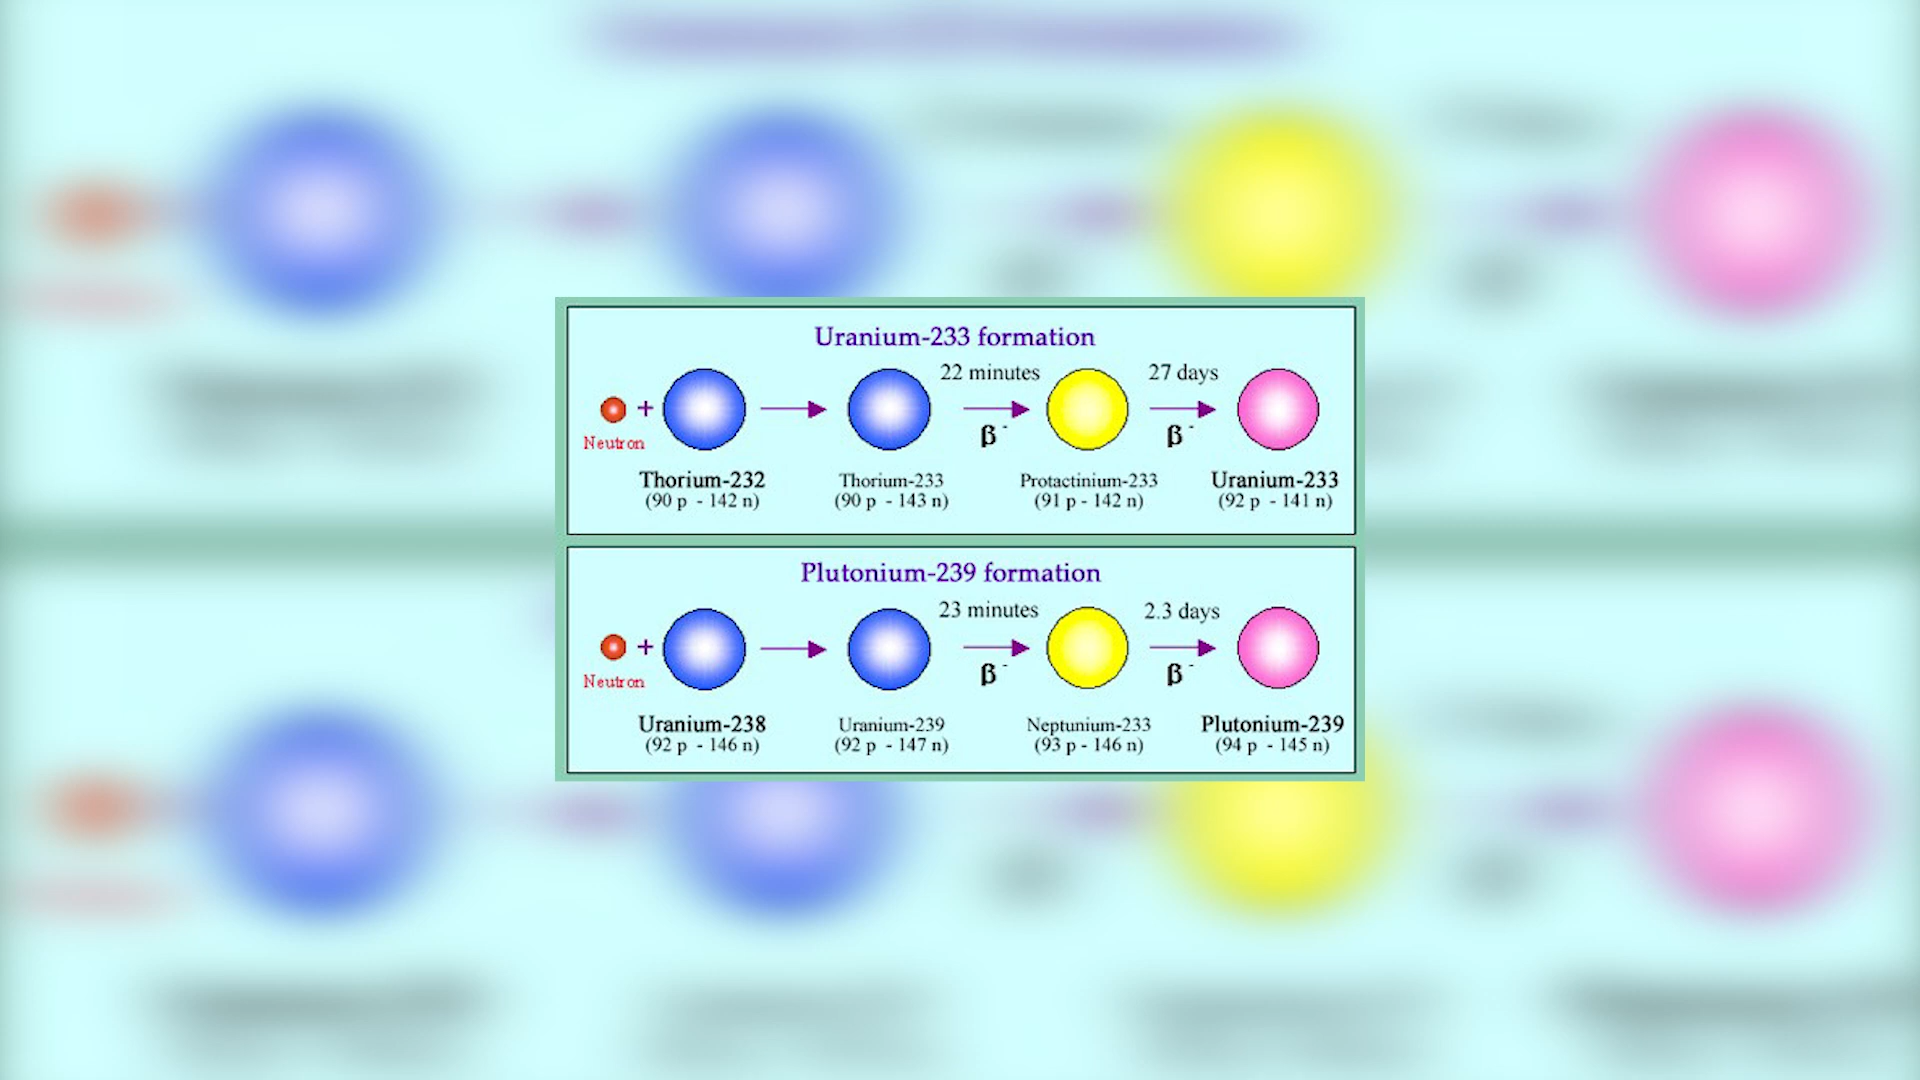 Uranium-233 formation
22 minutes 27 days
+
β - β -
Neutron
Thorium-232 Thorium-233 Protactinium-233 Uranium-233
(90 p - 142 n) (90 p - 143 n) (91 p - 142 n) (92 p - 141 n)
Plutonium-239 formation
23 minutes 2.3 days
+
β - β -
Neutron
Uranium-238 Uranium-239 Neptunium-233 Plutonium-239
(92 p - 146 n) (92 p - 147 n) (93 p - 146 n) (94 p - 145 n)